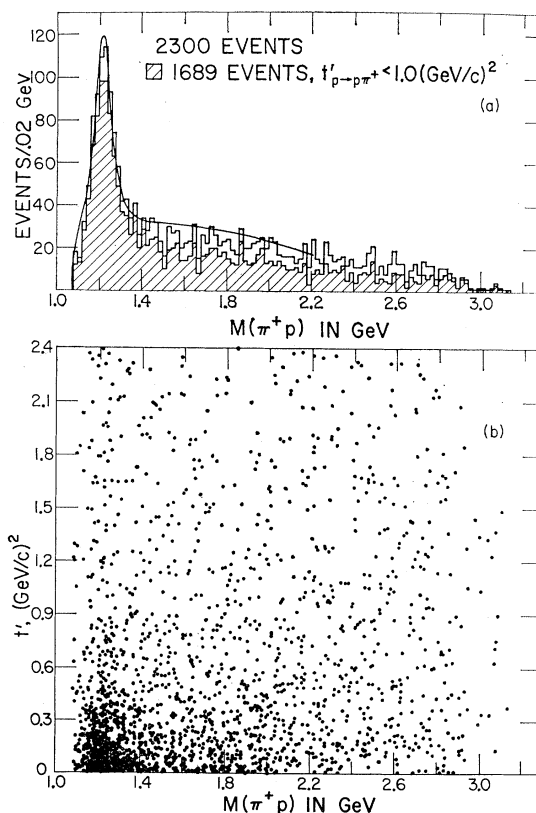 2300 EVENTS
1689 EVENTS, t'p→pπ+ <1.0(GeV/c)2
(a)
EVENTS/.02 GeV
120
100
80
60
40
20
1.0 1.4 1.8 2.2 2.6 3.0
M(π+p) IN GeV
(b)
t' (GeV/c)2
2.4
2.1
1.8
1.5
1.2
0.9
0.6
0.3
0
1.0 1.4 1.8 2.2 2.6 3.0
M(π+p) IN GeV